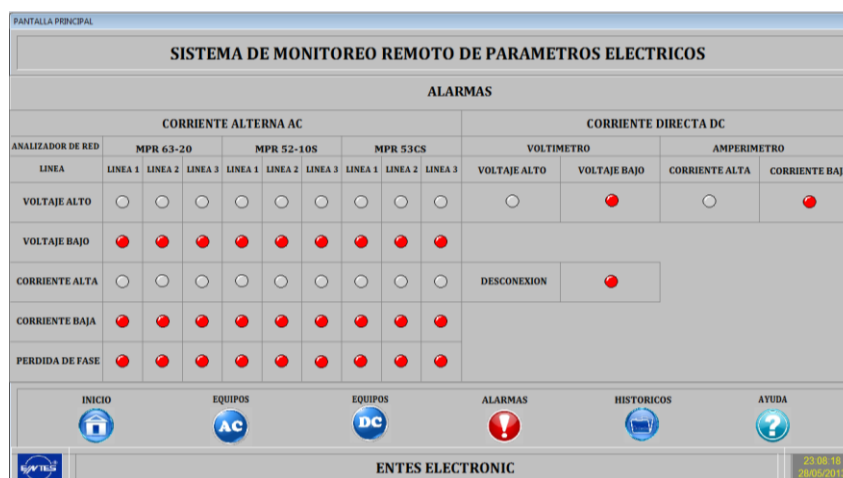 PANTALLA PRINCIPAL
SISTEMA DE MONITOREO REMOTO DE PARAMETROS ELECTRICOS
ALARMAS
CORRIENTE ALTERNA AC CORRIENTE DIRECTA DC
ANALIZADOR DE RED MPR 63-20 MPR 52-10S MPR 53CS VOLTIMETRO AMPERIMETRO
LINEA LINEA 1 LINEA 2 LINEA 3 LINEA 1 LINEA 2 LINEA 3 LINEA 1 LINEA 2 LINEA 3 VOLTAJE ALTO VOLTAJE BAJO CORRIENTE ALTA CORRIENTE BAJ
VOLTAJE ALTO
VOLTAJE BAJO
CORRIENTE ALTA DESCONEXION
CORRIENTE BAJA
PERDIDA DE FASE
INICIO EQUIPOS EQUIPOS ALARMAS HISTORICOS AYUDA
AC DC
ENTES ENTES ELECTRONIC 23:08:18
28/05/2013